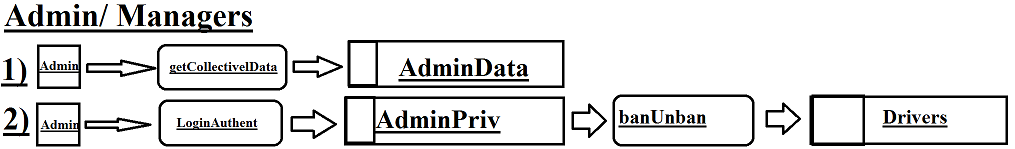 Admin/ Managers
1) Admin getCollectivelData AdminData
2) Admin LoginAuthent AdminPriv banUnban Drivers